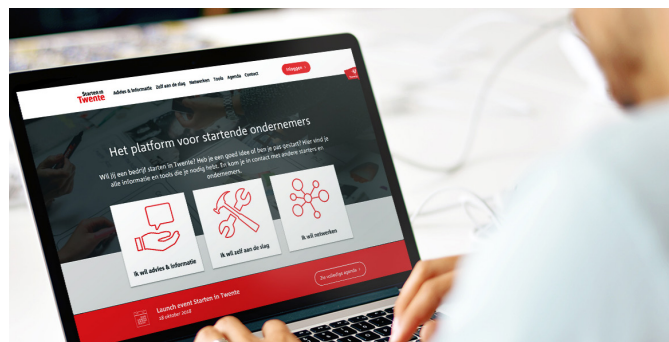 Starten in
Twente
Advies & Informatie Zelf aan de slag Netwerken Tools Agenda Contact
Inloggen
Het platform voor startende ondernemers
Wil jij een bedrijf starten in Twente? Heb je een goed idee of ben je pas gestart? Hier vind je
alle informatie en tools die je nodig hebt. En kom je in contact met andere starters en
ondernemers.
Ik wil advies & informatie
Ik wil zelf aan de slag
Ik wil netwerken
Launch event Starten in Twente
18 oktober 2018
Zie volledige agenda